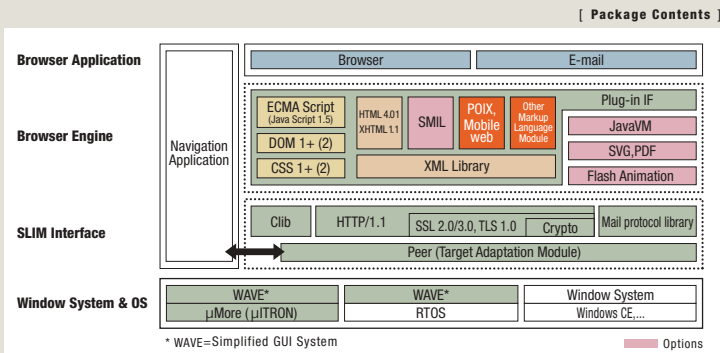 [ Package Contents ]
Browser Application
Browser
E-mail
Browser Engine
Navigation
Application
ECMA Script
(Java Script 1.5)
DOM 1+ (2)
CSS 1+ (2)
HTML 4.01
XHTML 1.1
SMIL
POIX,
Mobile
web
Other
Markup
Language
Module
XML Library
Plug-in IF
JavaVM
SVG,PDF
Flash Animation
SLIM Interface
Clib
HTTP/1.1
SSL 2.0/3.0, TLS 1.0
Crypto
Mail protocol library
Peer (Target Adaptation Module)
Window System & OS
WAVE*
µMore ( µITRON)
WAVE*
RTOS
Window System
Windows CE,...
* WAVE=Simplified GUI System
Options